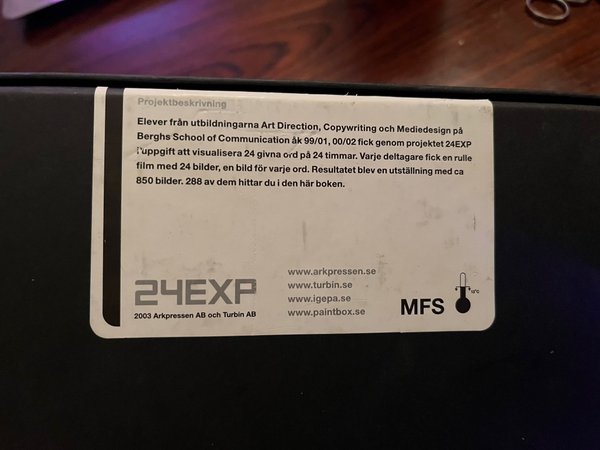 Projektbeskrivning
Elever från utbildningarna Art Direction, Copywriting och Mediedesign på
Berghs School of Communication åk 99/01, 00/02 fick genom projektet 24EXP
i uppgift att visualisera 24 givna ord på 24 timmar. Varje deltagare fick en rulle
film med 24 bilder, en bild för varje ord. Resultatet blev en utställning med ca
850 bilder. 288 av dem hittar du i den här boken.
24EXP
2003 Arkpressen AB och Turbin AB
www.arkpressen.se
www.turbin.se
www.igepa.se
www.paintbox.se
MFS